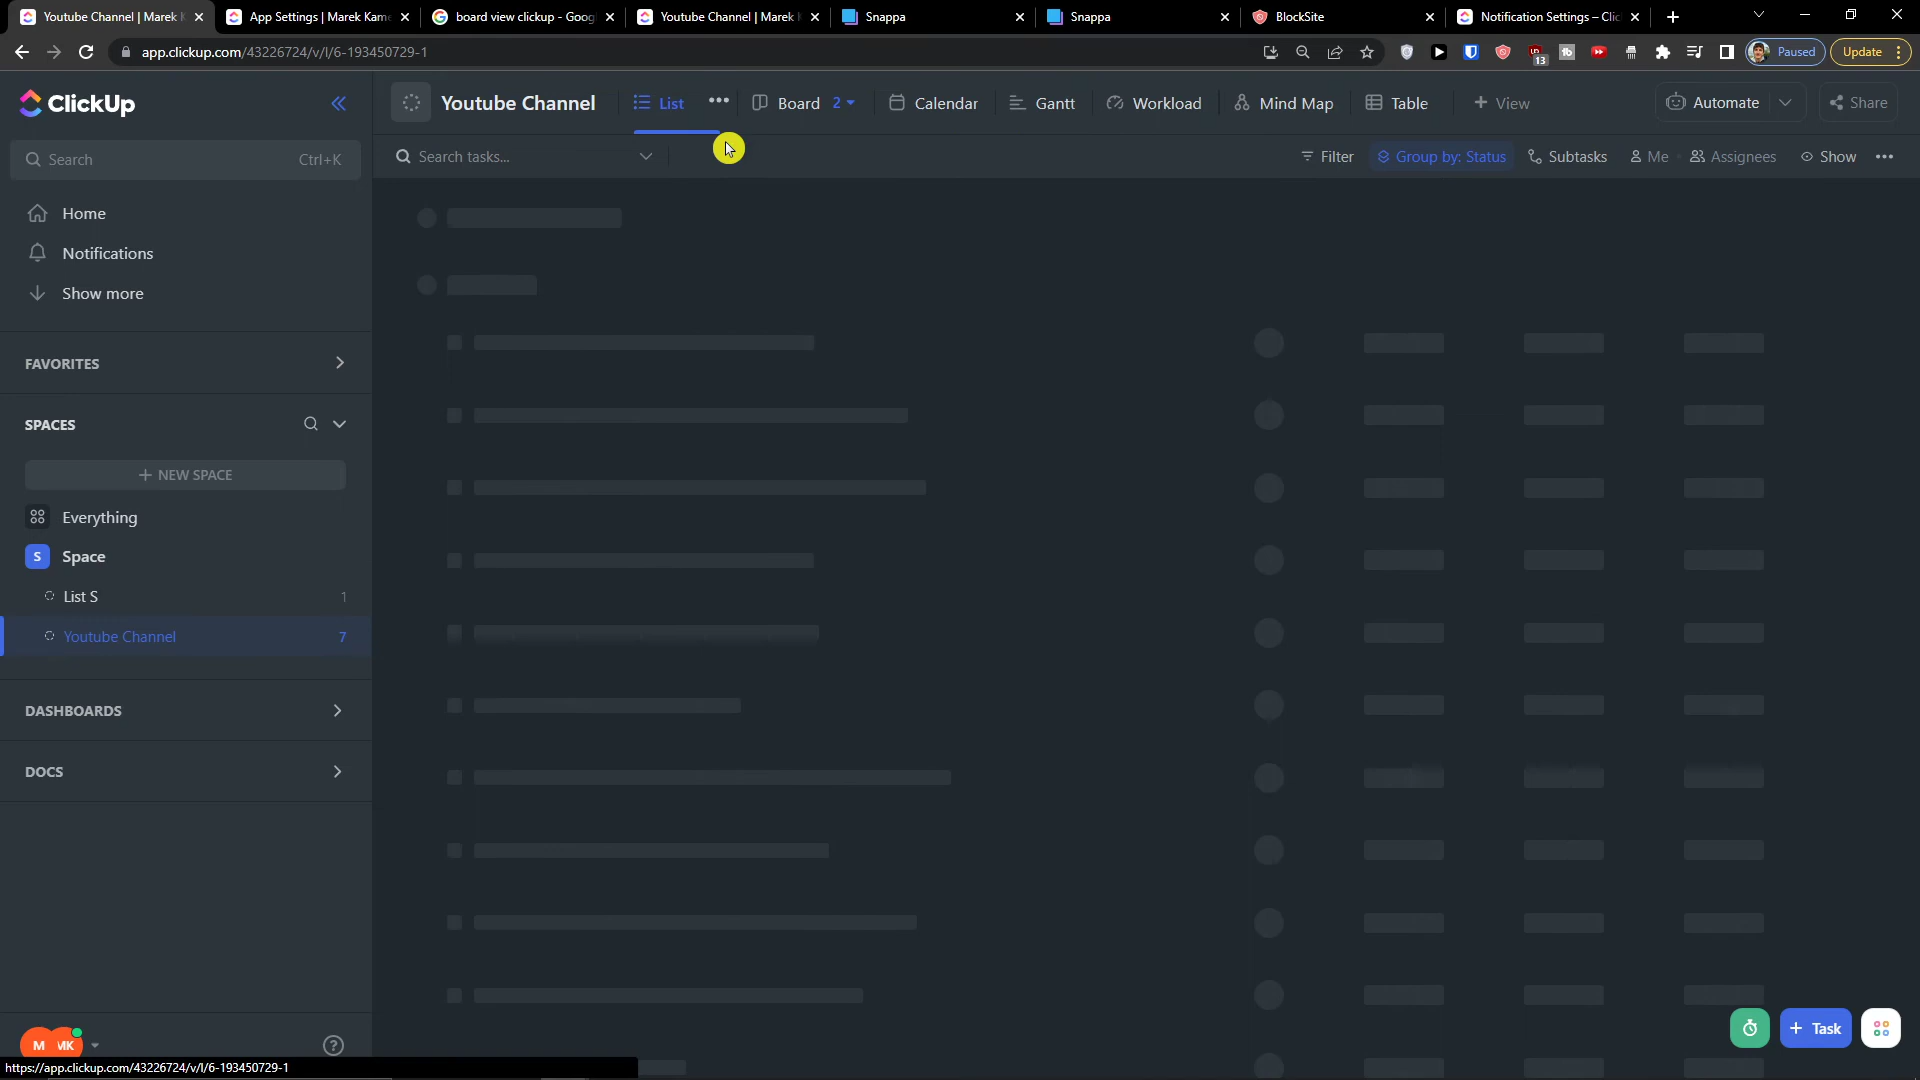 Youtube Channel | Marek K
App Settings | Marek Kame
board view clickup - Goog
Youtube Channel | Marek
Snappa
Snappa
BlockSite
Notification Settings – Clic
app.clickup.com/43226724/v/l/6-193450729-1
13
Paused
Update
ClickUp
Youtube Channel
List
Board 2
Calendar
Gantt
Workload
Mind Map
Table
+ View
Automate
Share
Search Ctrl+K
Search tasks...
Filter
Group by: Status
Subtasks
Me
Assignees
Show
Home
Notifications
Show more
FAVORITES
SPACES
+ NEW SPACE
Everything
S Space
List S 1
Youtube Channel 7
DASHBOARDS
DOCS
M MK
+ Task
https://app.clickup.com/43226724/v/l/6-193450729-1